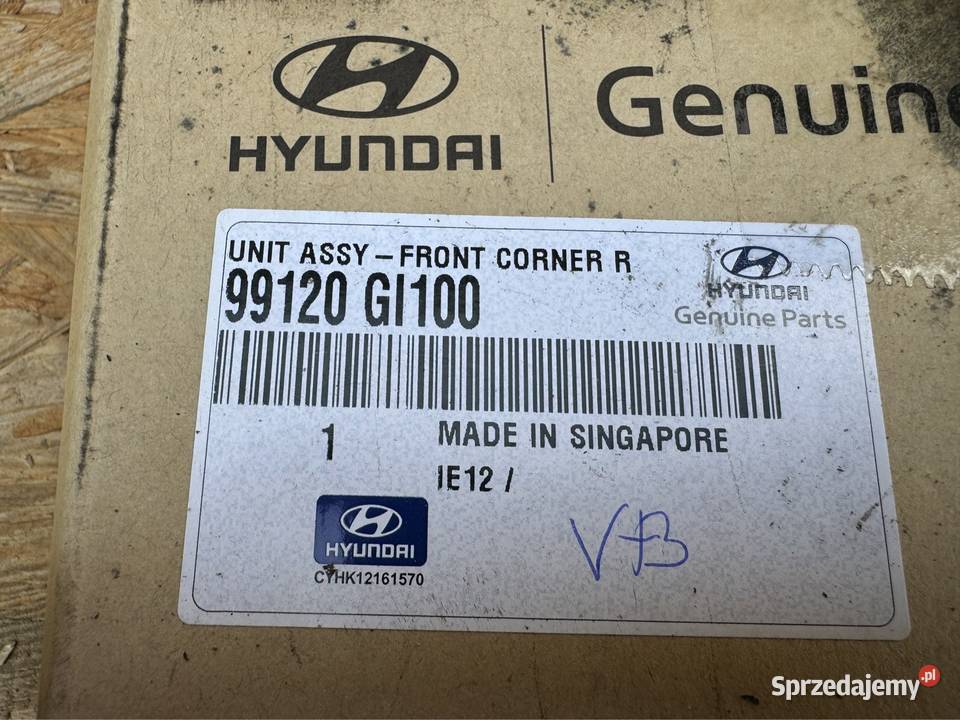 HYUNDAI
Genuine
UNIT ASSY-FRONT CORNER R
99120 GI100
HYUNDAI
Genuine Parts
1
MADE IN SINGAPORE
IE12 /
HYUNDAI
CYHK12161570
VB
Sprzedajemy.pl